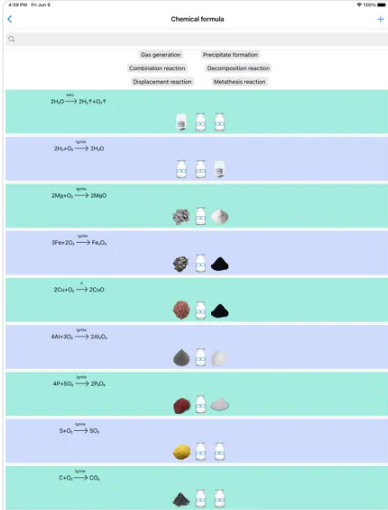 4:59 PM Fri Jun 9 100%
Chemical formula
Gas generation Precipitate formation
Combination reaction Decomposition reaction
Displacement reaction Metathesis reaction
2H₂O ⟶ 2H₂↑+O₂↑
Ignite
2H₂+O₂ ⟶ 2H₂O
Ignite
2Mg+O₂ ⟶ 2MgO
Ignite
3Fe+2O₂ ⟶ Fe₃O₄
2Cu+O₂ ⟶ 2CuO
Ignite
4Al+3O₂ ⟶ 2Al₂O₃
Ignite
4P+5O₂ ⟶ 2P₂O₅
Ignite
S+O₂ ⟶ SO₂
Ignite
C+O₂ ⟶ CO₂